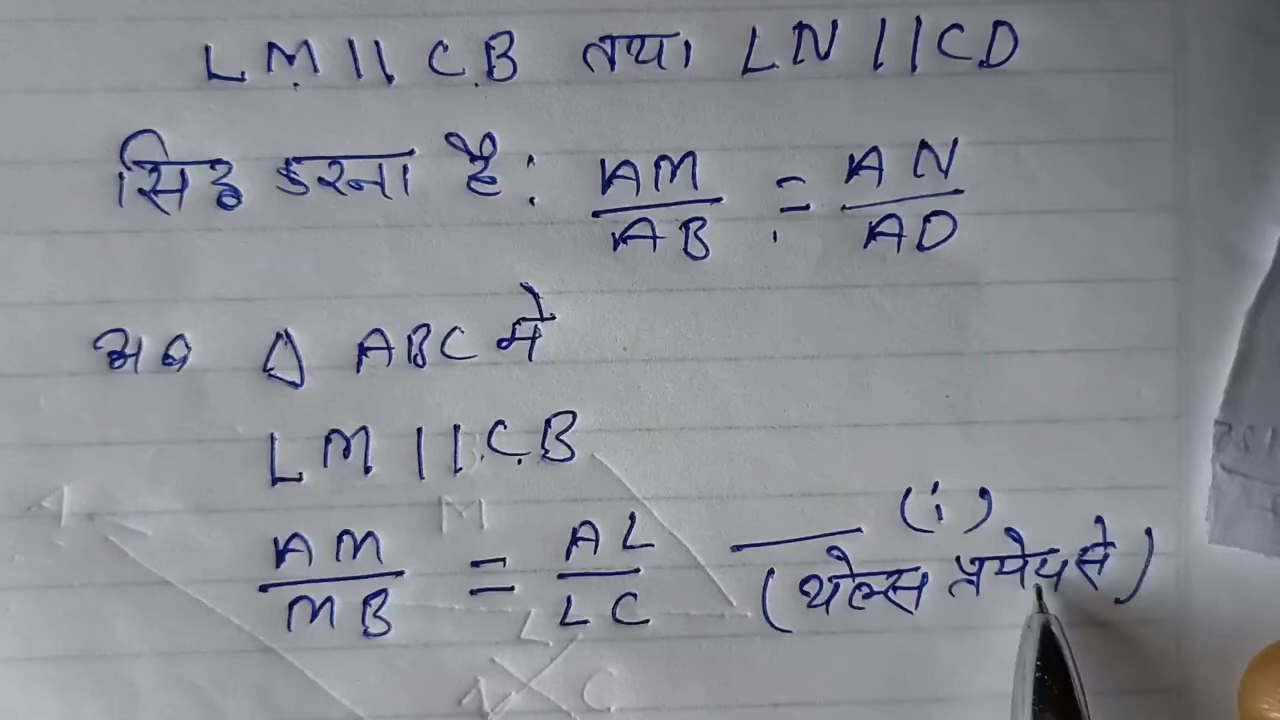 LM || CB तथा LN || CD
सिद्ध करना है : AM/AB = AN/AD
अब Δ ABC में
LM || CB
AM/MB = AL/LC —— (i)
(थेल्स प्रमेय से)
A M
L
N C